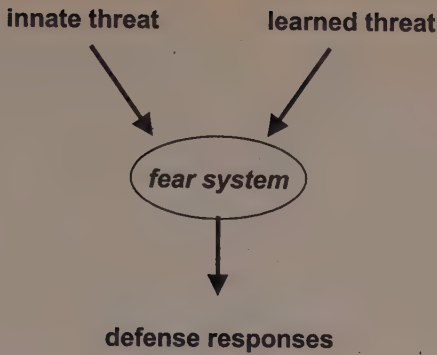 innate threat learned threat
fear system
defense responses